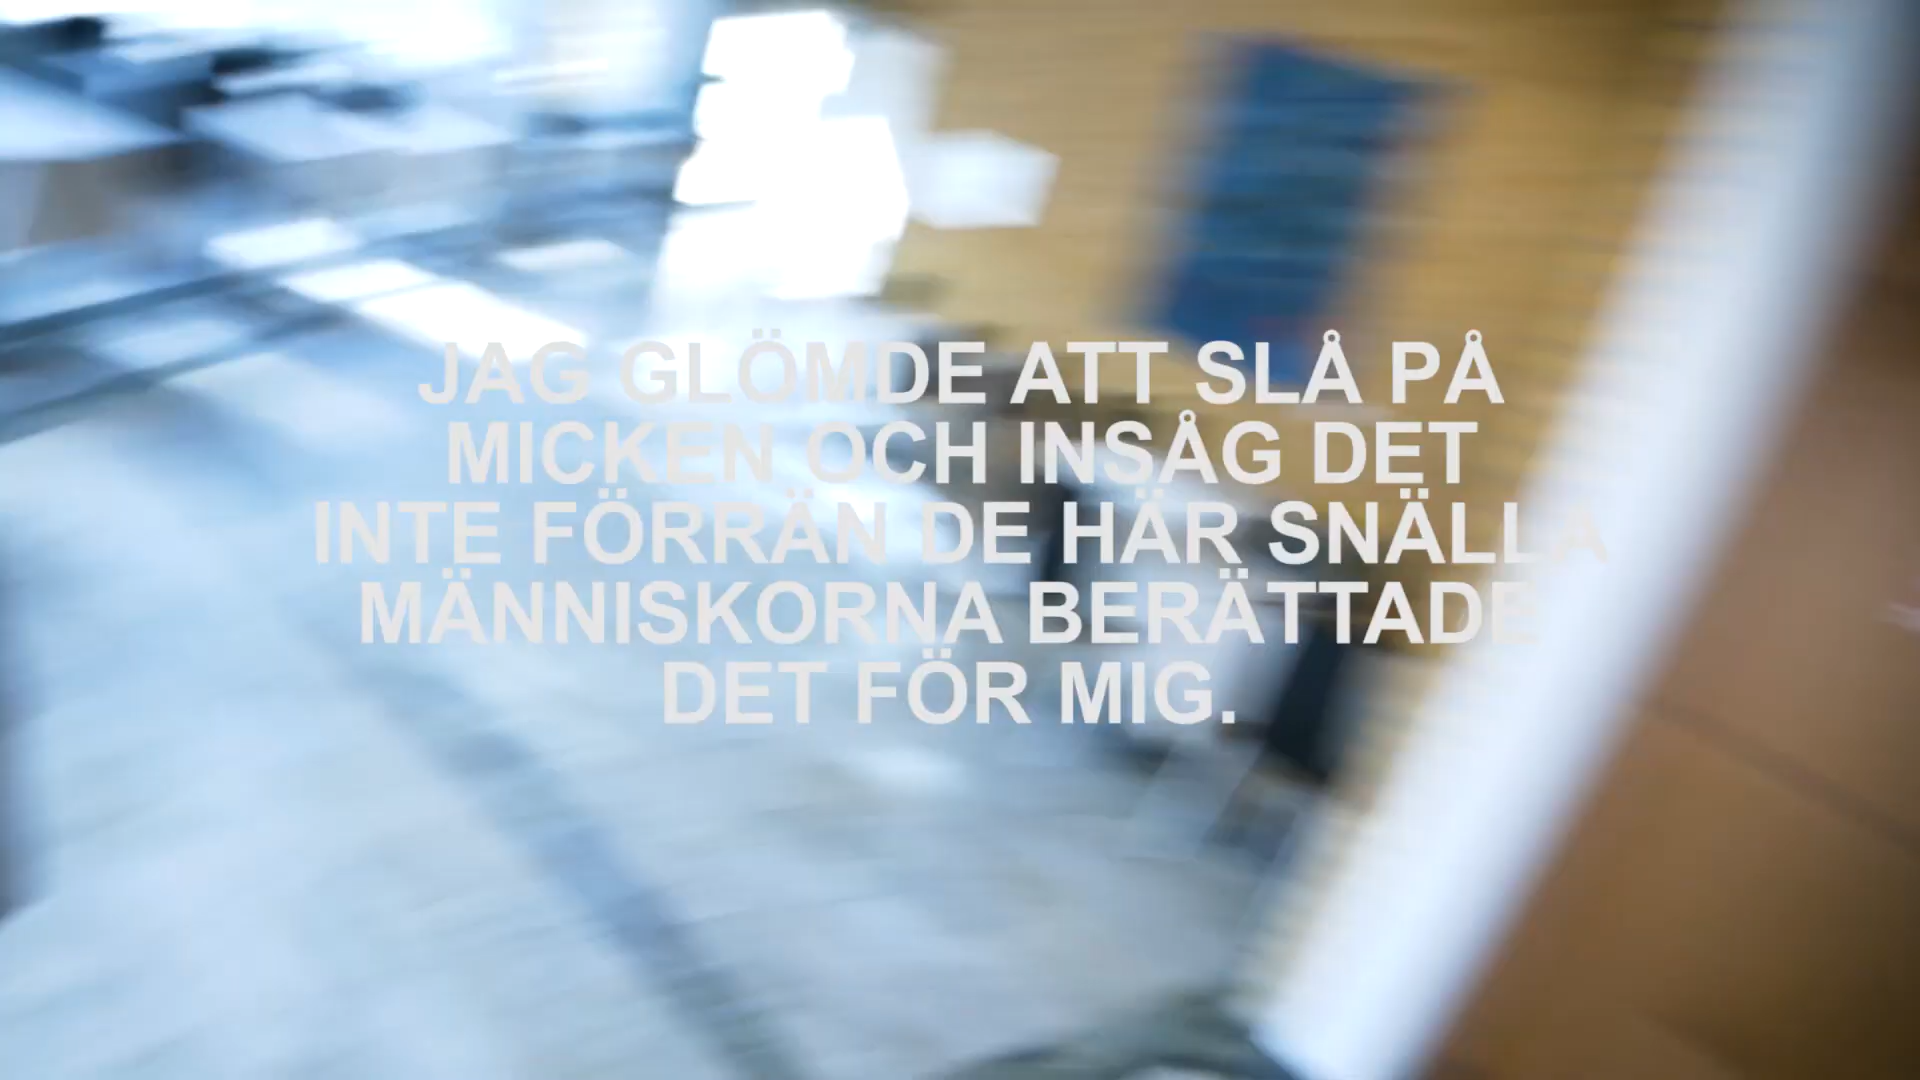 JAG GLÖMDE ATT SLÅ PÅ
MICKEN OCH INSÅG DET
INTE FÖRRÄN DE HÄR SNÄLLA
MÄNNISKORNA BERÄTTADE
DET FÖR MIG.